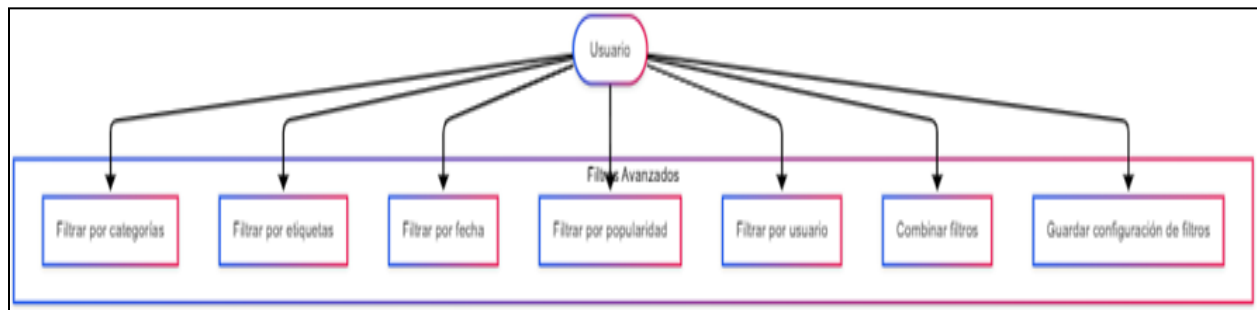 Usuario
Filtros Avanzados
Filtrar por categorías
Filtrar por etiquetas
Filtrar por fecha
Filtrar por popularidad
Filtrar por usuario
Combinar filtros
Guardar configuración de filtros